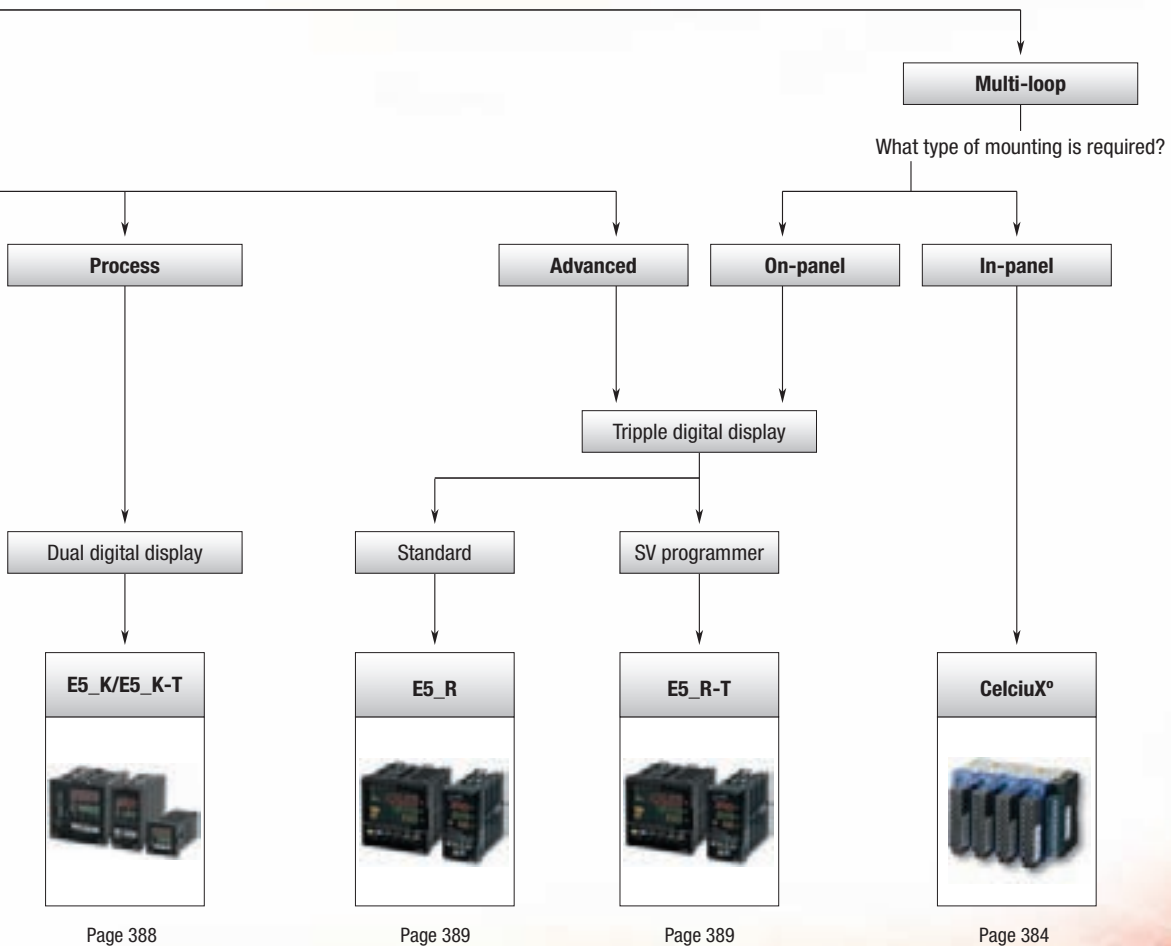 Multi-loop
What type of mounting is required?
Process
Advanced
On-panel
In-panel
Tripple digital display
Dual digital display
Standard
SV programmer
E5_K/E5_K-T
E5_R
E5_R-T
CelciuXº
Page 388
Page 389
Page 389
Page 384